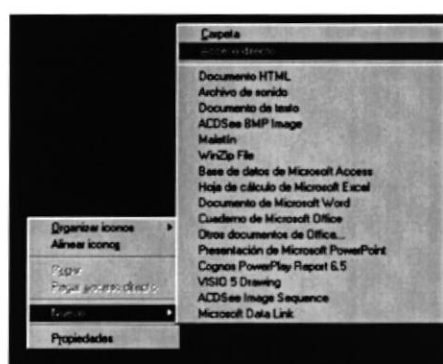 Carpeta
Acceso directo
Documento HTML
Archivo de sonido
Documento de texto
ACDSee BMP Image
Maletín
WinZip File
Base de datos de Microsoft Access
Hoja de cálculo de Microsoft Excel
Documento de Microsoft Word
Cuaderno de Microsoft Office
Otros documentos de Office...
Presentación de Microsoft PowerPoint
Cognos PowerPlay Report 6.5
VISIO 5 Drawing
ACDSee Image Sequence
Microsoft Data Link
Organizar iconos
Alinear iconos
Pegar
Pegar acceso directo
Nuevo
Propiedades